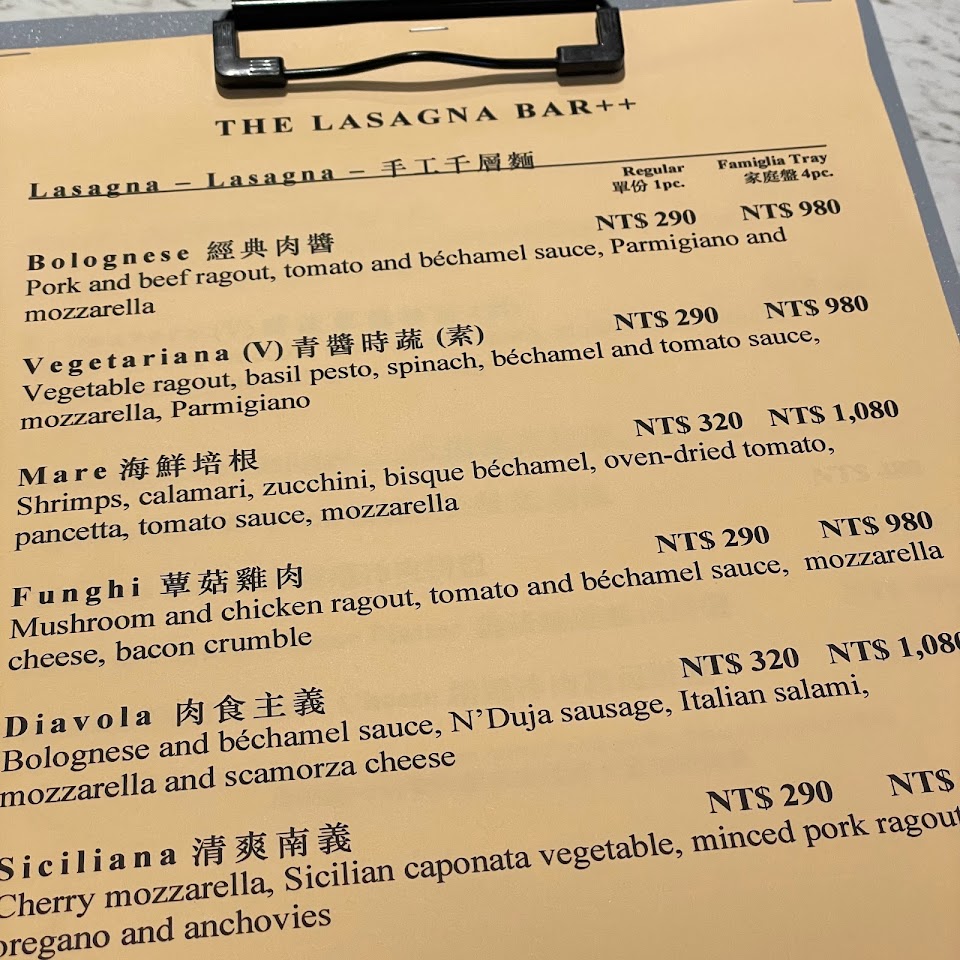 THE LASAGNA BAR++
Lasagna – Lasagna – 手工千層麵
Regular Famiglia Tray
單份 1pc. 家庭盤 4pc.
Bolognese 經典肉醬 NT$ 290 NT$ 980
Pork and beef ragout, tomato and béchamel sauce, Parmigiano and
mozzarella
Vegetariana (V) 青醬時蔬 (素) NT$ 290 NT$ 980
Vegetable ragout, basil pesto, spinach, béchamel and tomato sauce,
mozzarella, Parmigiano
Mare 海鮮培根 NT$ 320 NT$ 1,080
Shrimps, calamari, zucchini, bisque béchamel, oven-dried tomato,
pancetta, tomato sauce, mozzarella
Funghi 蕈菇雞肉 NT$ 290 NT$ 980
Mushroom and chicken ragout, tomato and béchamel sauce, mozzarella
cheese, bacon crumble
Diavola 肉食主義 NT$ 320 NT$ 1,080
Bolognese and béchamel sauce, N'Duja sausage, Italian salami,
mozzarella and scamorza cheese
Siciliana 清爽南義 NT$ 290 NT$
Cherry mozzarella, Sicilian caponata vegetable, minced pork ragout
oregano and anchovies